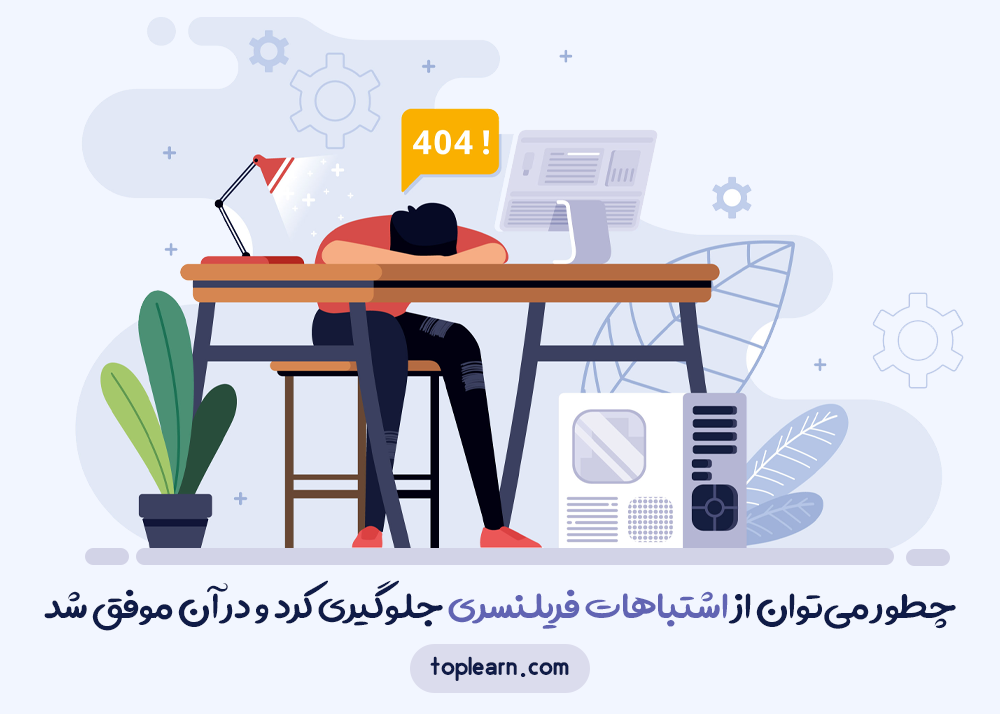 404 !
چطور می‌توان از اشتباهات فریلنسری جلوگیری کرد و در آن موفق شد
toplearn.com